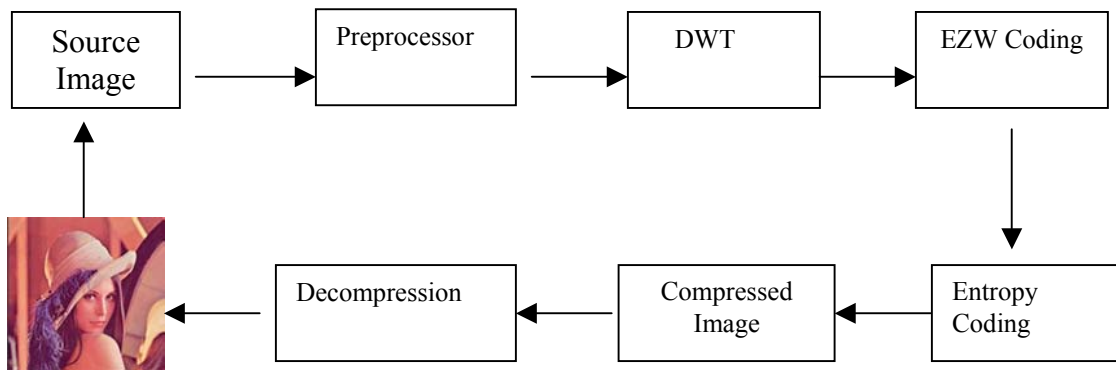 Source
Image
Preprocessor
DWT
EZW Coding
Decompression
Compressed
Image
Entropy
Coding